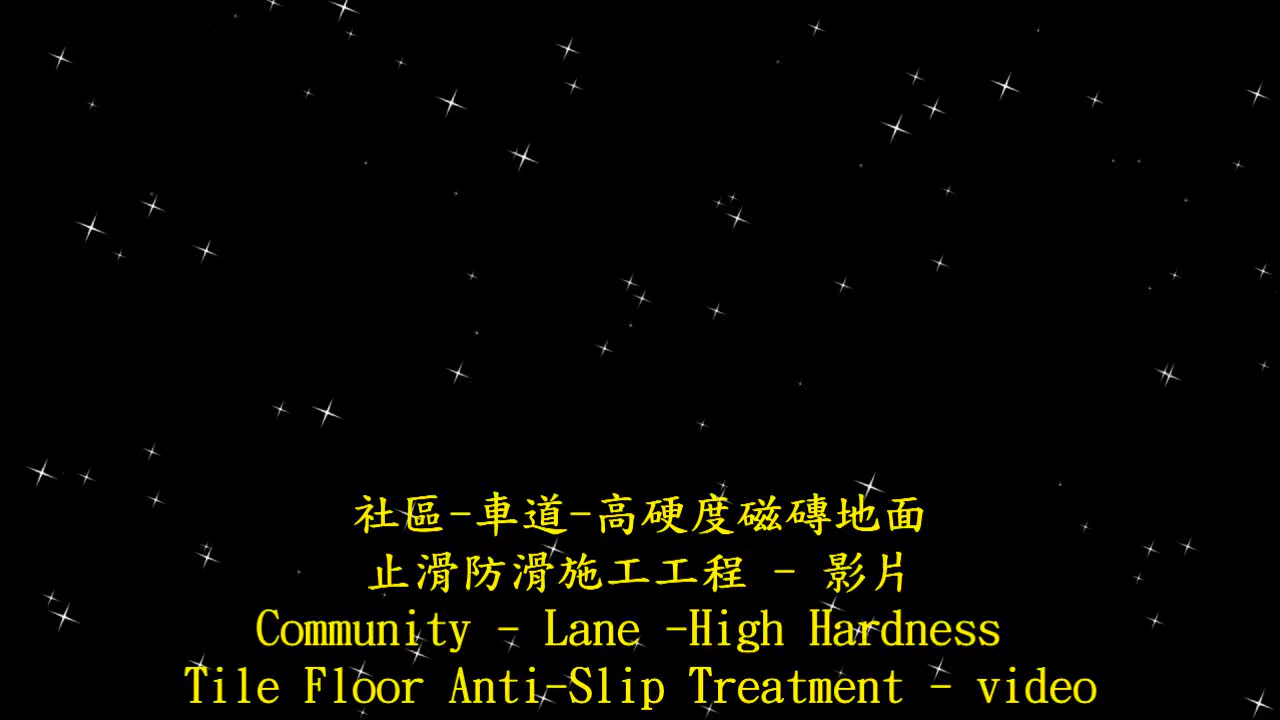 社區-車道-高硬度磁磚地面
止滑防滑施工工程 - 影片
Community - Lane -High Hardness
Tile Floor Anti-Slip Treatment - video